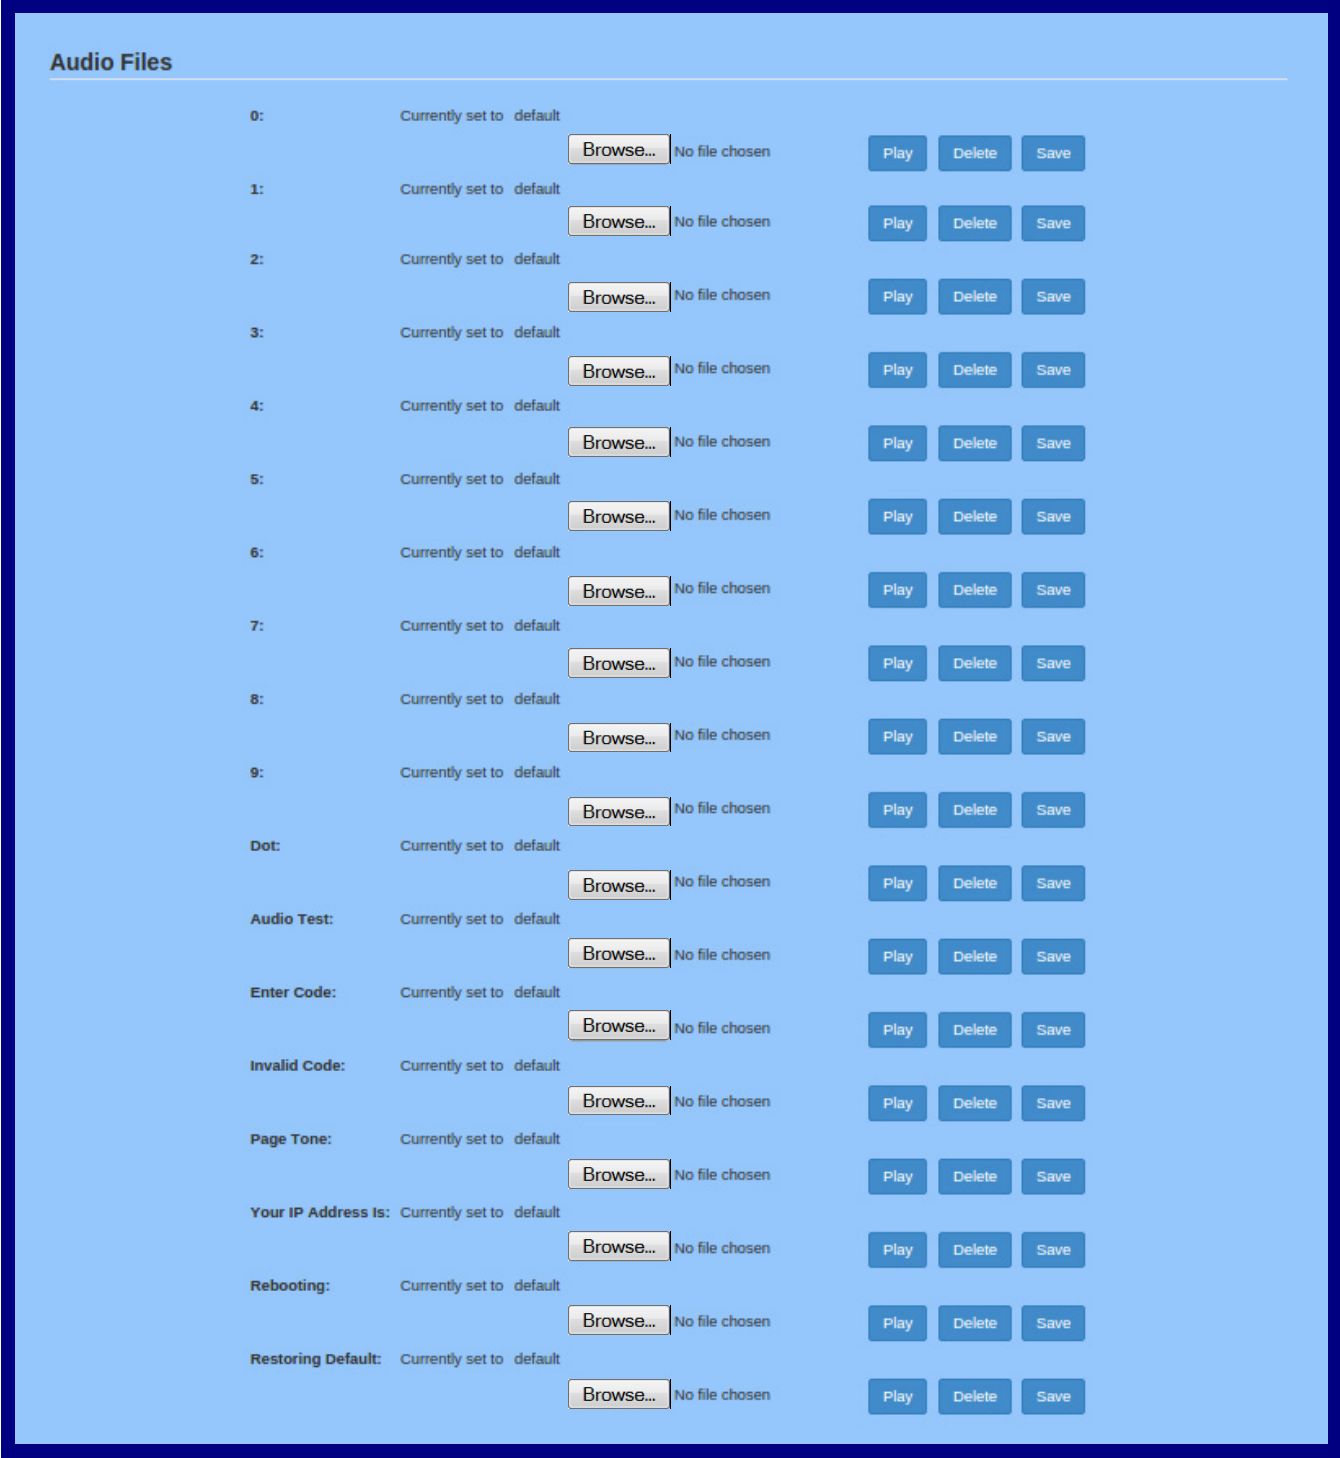 Audio Files
0: Currently set to default
Browse... No file chosen Play Delete Save
1: Currently set to default
Browse... No file chosen Play Delete Save
2: Currently set to default
Browse... No file chosen Play Delete Save
3: Currently set to default
Browse... No file chosen Play Delete Save
4: Currently set to default
Browse... No file chosen Play Delete Save
5: Currently set to default
Browse... No file chosen Play Delete Save
6: Currently set to default
Browse... No file chosen Play Delete Save
7: Currently set to default
Browse... No file chosen Play Delete Save
8: Currently set to default
Browse... No file chosen Play Delete Save
9: Currently set to default
Browse... No file chosen Play Delete Save
Dot: Currently set to default
Browse... No file chosen Play Delete Save
Audio Test: Currently set to default
Browse... No file chosen Play Delete Save
Enter Code: Currently set to default
Browse... No file chosen Play Delete Save
Invalid Code: Currently set to default
Browse... No file chosen Play Delete Save
Page Tone: Currently set to default
Browse... No file chosen Play Delete Save
Your IP Address Is: Currently set to default
Browse... No file chosen Play Delete Save
Rebooting: Currently set to default
Browse... No file chosen Play Delete Save
Restoring Default: Currently set to default
Browse... No file chosen Play Delete Save